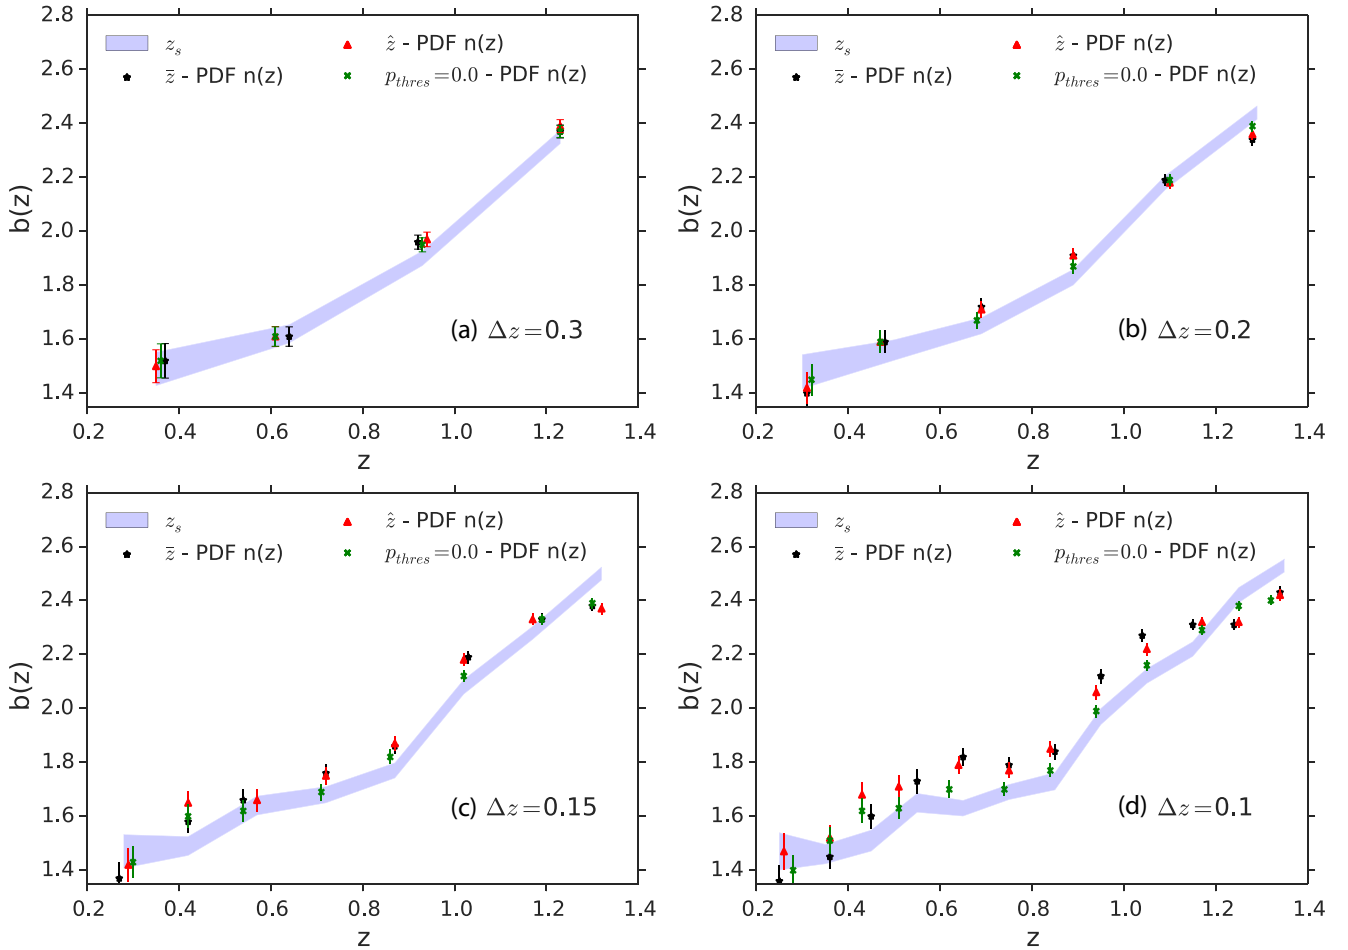 2.8
2.6
2.4
2.2
2.0
1.8
1.6
1.4
b(z)
z_s
z̄ - PDF n(z)
ẑ - PDF n(z)
p_thres=0.0 - PDF n(z)
(a) Δz=0.3
0.2 0.4 0.6 0.8 1.0 1.2 1.4
z
2.8
2.6
2.4
2.2
2.0
1.8
1.6
1.4
b(z)
z_s
z̄ - PDF n(z)
ẑ - PDF n(z)
p_thres=0.0 - PDF n(z)
(b) Δz=0.2
0.2 0.4 0.6 0.8 1.0 1.2 1.4
z
2.8
2.6
2.4
2.2
2.0
1.8
1.6
1.4
b(z)
z_s
z̄ - PDF n(z)
ẑ - PDF n(z)
p_thres=0.0 - PDF n(z)
(c) Δz=0.15
0.2 0.4 0.6 0.8 1.0 1.2 1.4
z
2.8
2.6
2.4
2.2
2.0
1.8
1.6
1.4
b(z)
z_s
z̄ - PDF n(z)
ẑ - PDF n(z)
p_thres=0.0 - PDF n(z)
(d) Δz=0.1
0.2 0.4 0.6 0.8 1.0 1.2 1.4
z